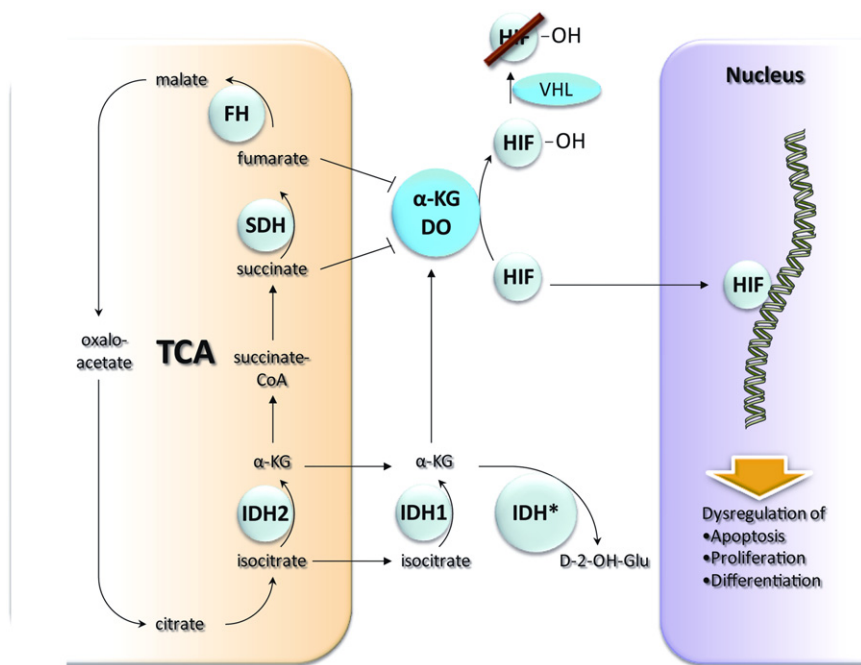 HIF
-OH
VHL
HIF
-OH
α-KG
DO
HIF
malate
FH
fumarate
SDH
succinate
oxalo-
acetate
TCA
succinate-
CoA
α-KG
IDH2
isocitrate
citrate
α-KG
IDH1
isocitrate
IDH*
D-2-OH-Glu
Nucleus
HIF
Dysregulation of
•Apoptosis
•Proliferation
•Differentiation